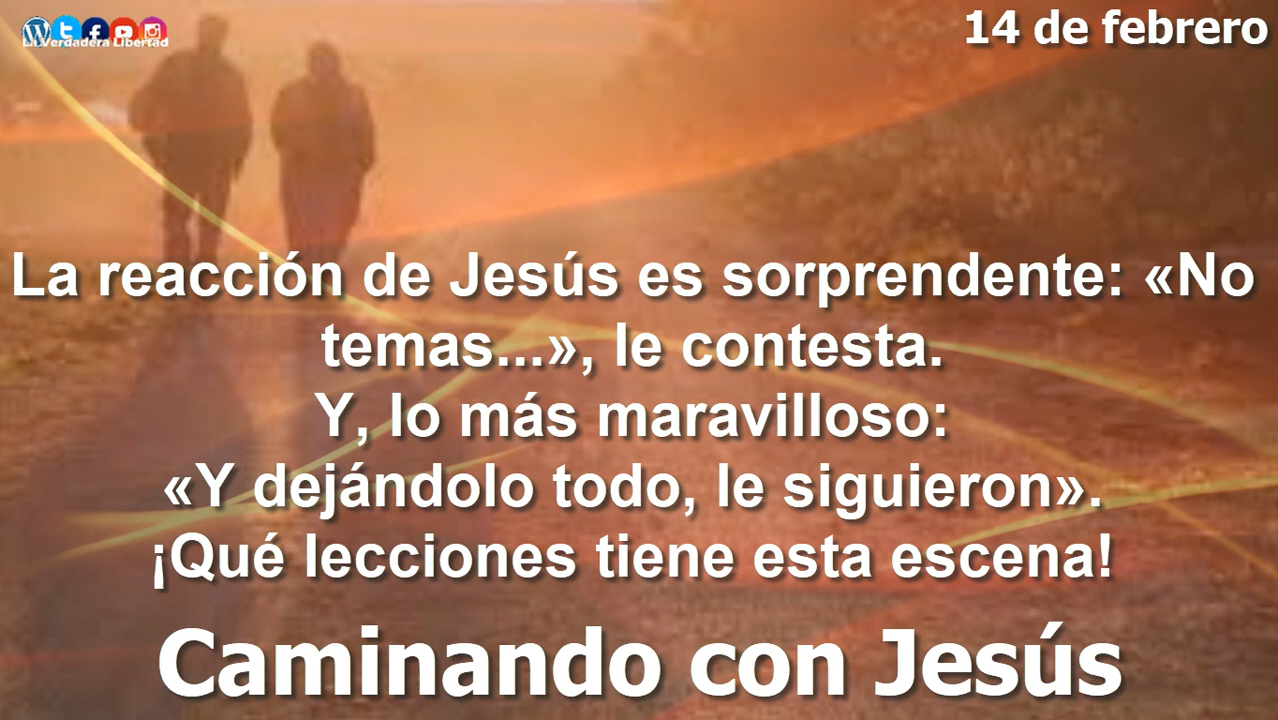 La Verdadera Libertad
14 de febrero
La reacción de Jesús es sorprendente: «No
temas...», le contesta.
Y, lo más maravilloso:
«Y dejándolo todo, le siguieron».
¡Qué lecciones tiene esta escena!
Caminando con Jesús